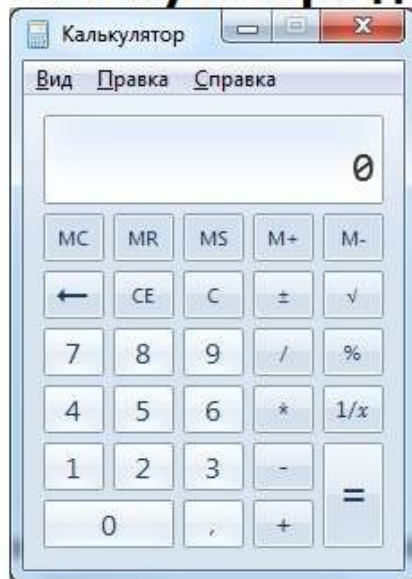 Калькулятор
Вид Правка Справка
0
MC MR MS M+ M-
← CE C ± √
7 8 9 / %
4 5 6 * 1/x
1 2 3 - =
0 , +